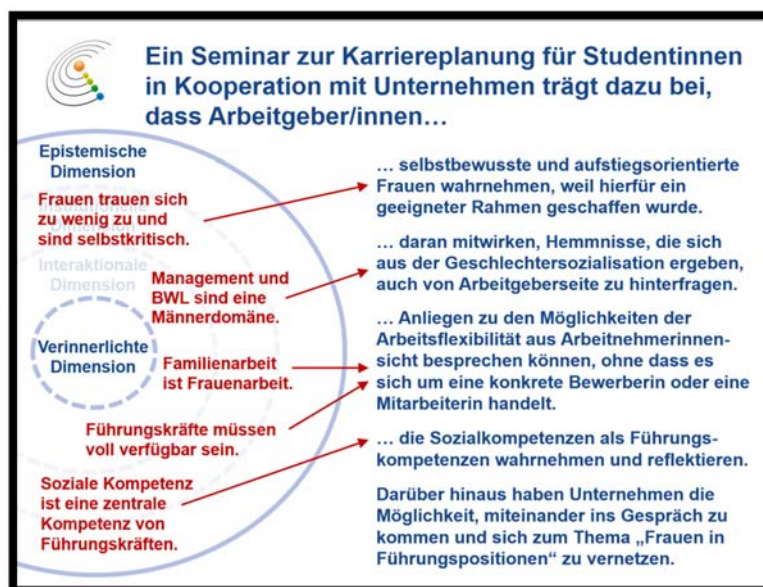 Ein Seminar zur Karriereplanung für Studentinnen
in Kooperation mit Unternehmen trägt dazu bei,
dass Arbeitgeber/innen…
Epistemische
Dimension
Frauen trauen sich
zu wenig zu und
sind selbstkritisch.
Institutionelle
Dimension
Interaktionale
Dimension
Management und
BWL sind eine
Männerdomäne.
Verinnerlichte
Dimension
Familienarbeit
ist Frauenarbeit.
Führungskräfte müssen
voll verfügbar sein.
Soziale Kompetenz
ist eine zentrale
Kompetenz von
Führungskräften.
… selbstbewusste und aufstiegsorientierte
Frauen wahrnehmen, weil hierfür ein
geeigneter Rahmen geschaffen wurde.
… daran mitwirken, Hemmnisse, die sich
aus der Geschlechtersozialisation ergeben,
auch von Arbeitgeberseite zu hinterfragen.
… Anliegen zu den Möglichkeiten der
Arbeitsflexibilität aus Arbeitnehmerinnen-
sicht besprechen können, ohne dass es
sich um eine konkrete Bewerberin oder eine
Mitarbeiterin handelt.
… die Sozialkompetenzen als Führungs-
kompetenzen wahrnehmen und reflektieren.
Darüber hinaus haben Unternehmen die
Möglichkeit, miteinander ins Gespräch zu
kommen und sich zum Thema „Frauen in
Führungspositionen“ zu vernetzen.